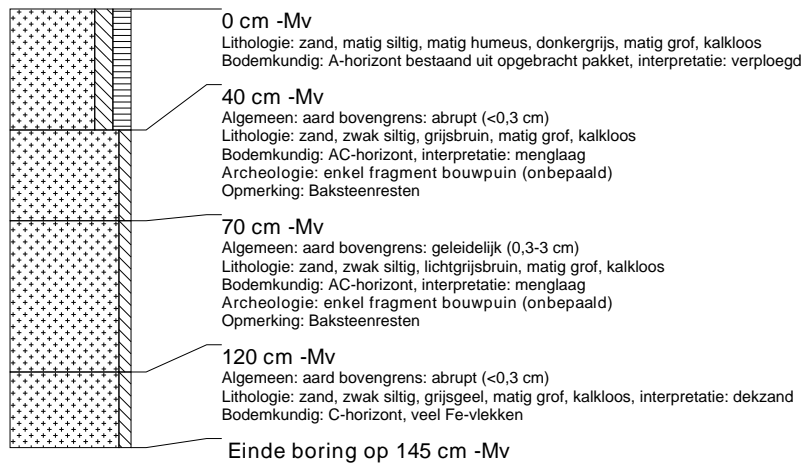 0 cm -Mv
Lithologie: zand, matig siltig, matig humeus, donkergrijs, matig grof, kalkloos
Bodemkundig: A-horizont bestaand uit opgebracht pakket, interpretatie: verploegd
40 cm -Mv
Algemeen: aard bovengrens: abrupt (<0,3 cm)
Lithologie: zand, zwak siltig, grijsbruin, matig grof, kalkloos
Bodemkundig: AC-horizont, interpretatie: menglaag
Archeologie: enkel fragment bouwpuin (onbepaald)
Opmerking: Baksteenresten
70 cm -Mv
Algemeen: aard bovengrens: geleidelijk (0,3-3 cm)
Lithologie: zand, zwak siltig, lichtgrijsbruin, matig grof, kalkloos
Bodemkundig: AC-horizont, interpretatie: menglaag
Archeologie: enkel fragment bouwpuin (onbepaald)
Opmerking: Baksteenresten
120 cm -Mv
Algemeen: aard bovengrens: abrupt (<0,3 cm)
Lithologie: zand, zwak siltig, grijsgeel, matig grof, kalkloos, interpretatie: dekzand
Bodemkundig: C-horizont, veel Fe-vlekken
Einde boring op 145 cm -Mv